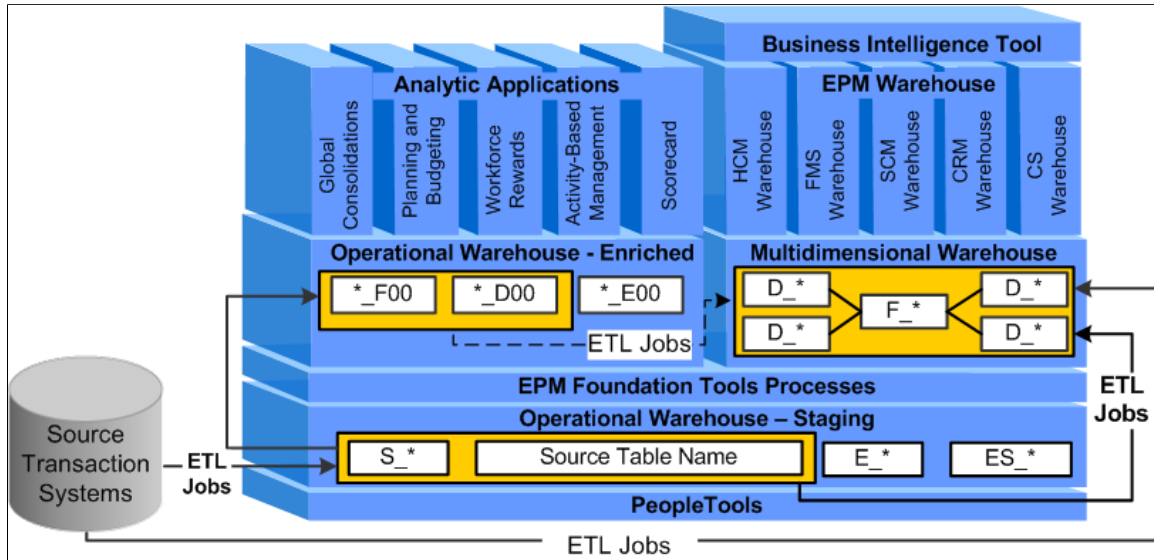 Business Intelligence Tool
Analytic Applications
EPM Warehouse
Global
Consolidations
Planning and
Budgeting
Workforce
Rewards
Activity-Based
Management
Scorecard
HCM
Warehouse
FMS
Warehouse
SCM
Warehouse
CRM
Warehouse
CS
Warehouse
Operational Warehouse - Enriched
Multidimensional Warehouse
*_F00
*_D00
*_E00
D_*
D_*
F_*
D_*
D_*
ETL Jobs
EPM Foundation Tools Processes
ETL
Jobs
Operational Warehouse – Staging
Source
Transaction
Systems
ETL
Jobs
S_*
Source Table Name
E_*
ES_*
PeopleTools
ETL Jobs